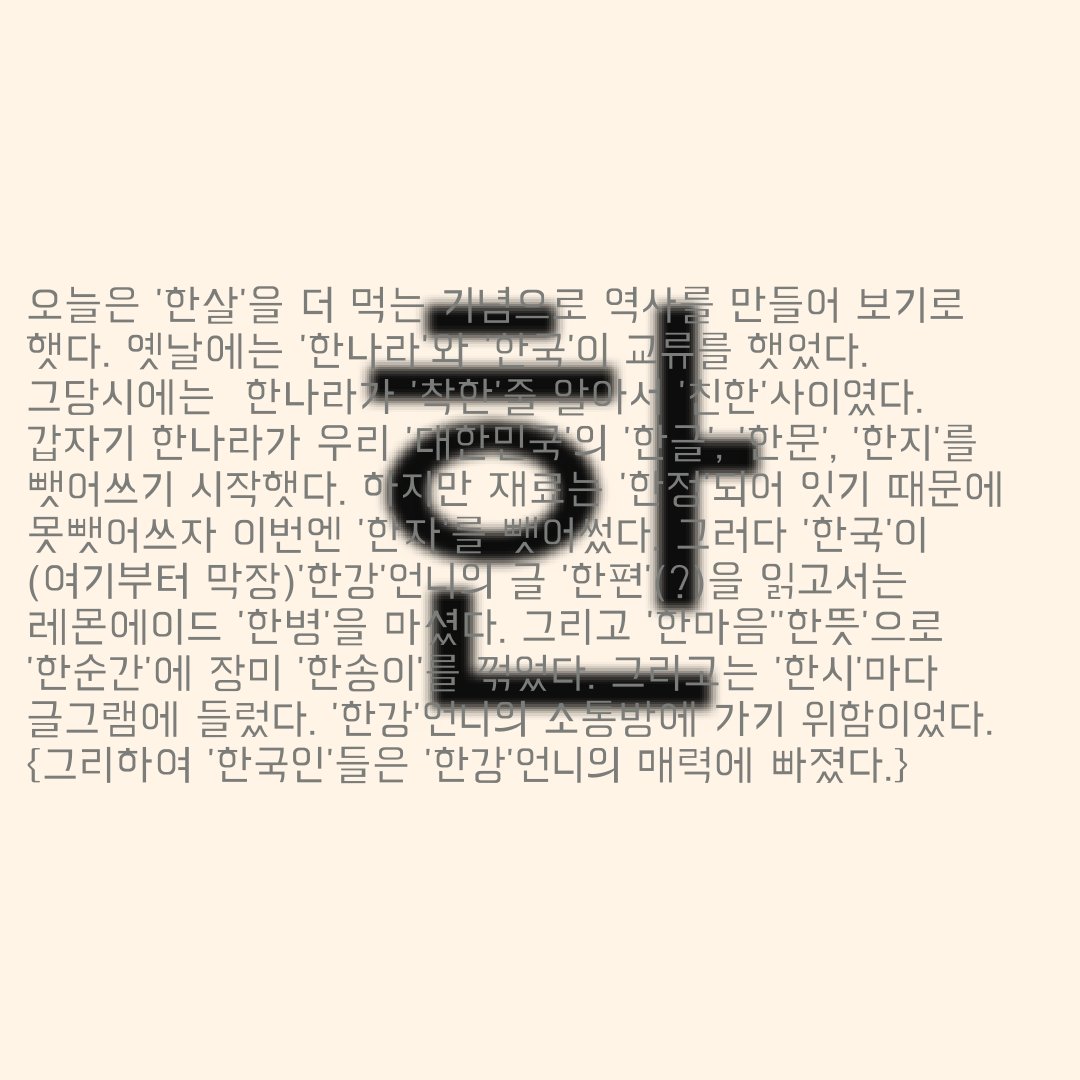 오늘은 '한살'을 더 먹는 기념으로 역사를 만들어 보기로
햇다. 옛날에는 '한나라'와 '한국'이 교류를 햇었다.
그당시에는  한나라가 '착한'줄 알아서 '친한'사이였다.
갑자기 한나라가 우리 '대한민국'의 '한글', '한문', '한지'를
뺏어쓰기 시작햇다. 하지만 재료는 '한정'되어 잇기 때문에
못뺏어쓰자 이번엔 '한자'를 뺏어썼다. 그러다 '한국'이
(여기부터 막장)'한강'언니의 글 '한편'(?)을 읽고서는
레몬에이드 '한병'을 마셨다. 그리고 '한마음''한뜻'으로
'한순간'에 장미 '한송이'를 꺾었다. 그리고는 '한시'마다
글그램에 들렀다. '한강'언니의 소통방에 가기 위함이었다.
{그리하여 '한국인'들은 '한강'언니의 매력에 빠졌다.}
한